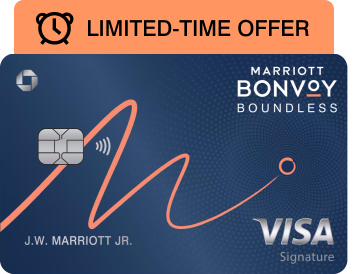 LIMITED-TIME OFFER
MARRIOTT
BONVOY
BOUNDLESS
J.W. MARRIOTT JR.
VISA
Signature